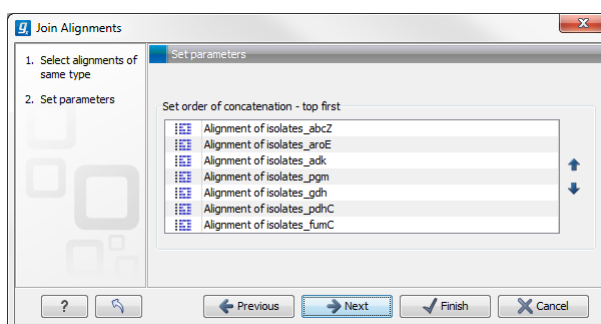 Join Alignments
1. Select alignments of
same type
2. Set parameters
Set parameters
Set order of concatenation - top first
Alignment of isolates_abcZ
Alignment of isolates_aroE
Alignment of isolates_adk
Alignment of isolates_pgm
Alignment of isolates_gdh
Alignment of isolates_pdhC
Alignment of isolates_fumC
? Previous Next Finish Cancel